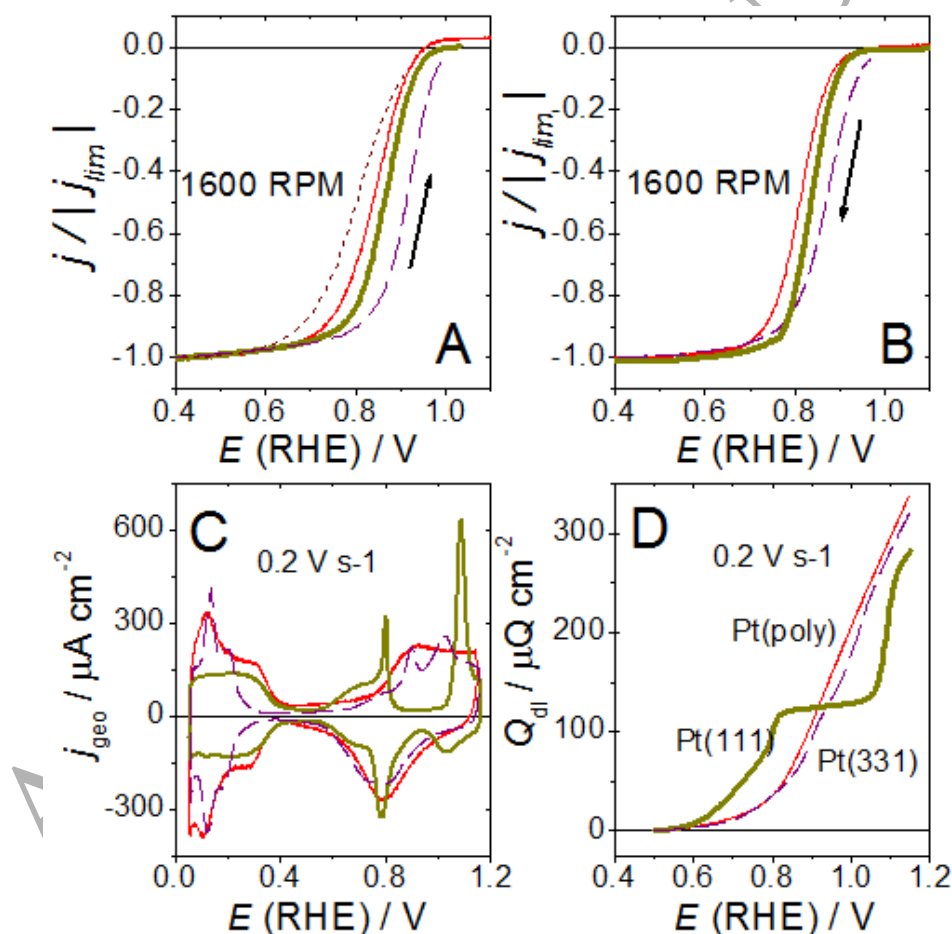 0.0
-0.2
-0.4
-0.6
-0.8
-1.0
j / | j lim |
1600 RPM
A
0.4 0.6 0.8 1.0
E (RHE) / V
0.0
-0.2
-0.4
-0.6
-0.8
-1.0
j / | j lim, |
1600 RPM
B
0.4 0.6 0.8 1.0
E (RHE) / V
600
300
0
-300
j geo / µA cm-2
C
0.2 V s-1
0.0 0.4 0.8 1.2
E (RHE) / V
300
200
100
0
Q dl / µQ cm-2
D
0.2 V s-1
Pt(poly)
Pt(111)
Pt(331)
0.4 0.6 0.8 1.0 1.2
E (RHE) / V